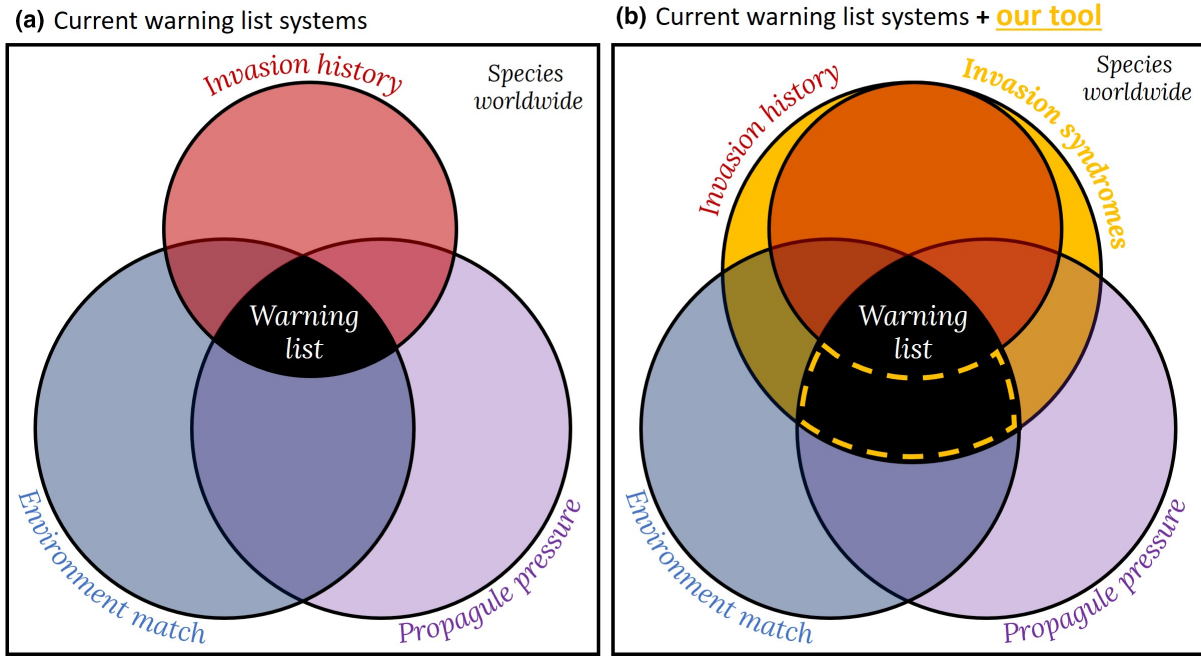 (a) Current warning list systems
Invasion history
Species
worldwide
Warning
list
Environment match
Propagule pressure
(b) Current warning list systems + our tool
Invasion history
Invasion syndromes
Species
worldwide
Warning
list
Environment match
Propagule pressure